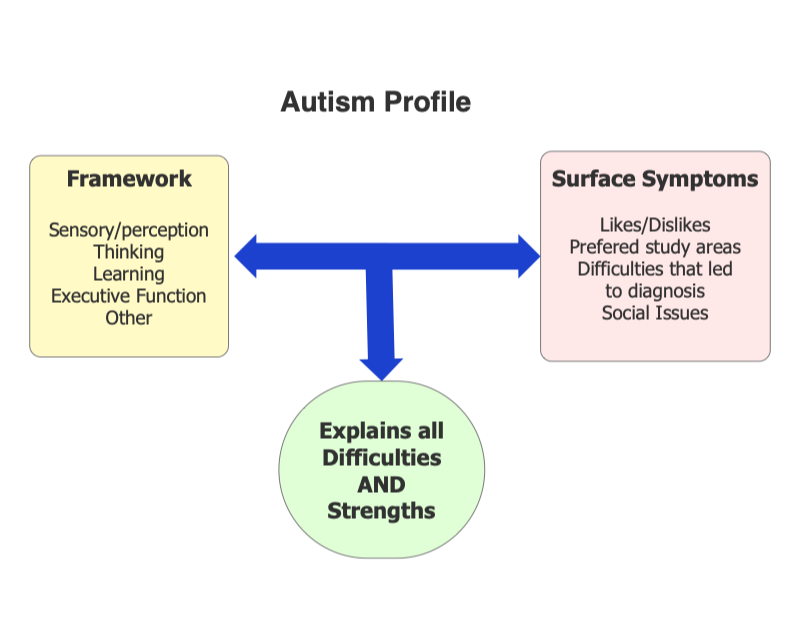 Autism Profile
Framework
Sensory/perception
Thinking
Learning
Executive Function
Other
Surface Symptoms
Likes/Dislikes
Prefered study areas
Difficulties that led
to diagnosis
Social Issues
Explains all
Difficulties
AND
Strengths